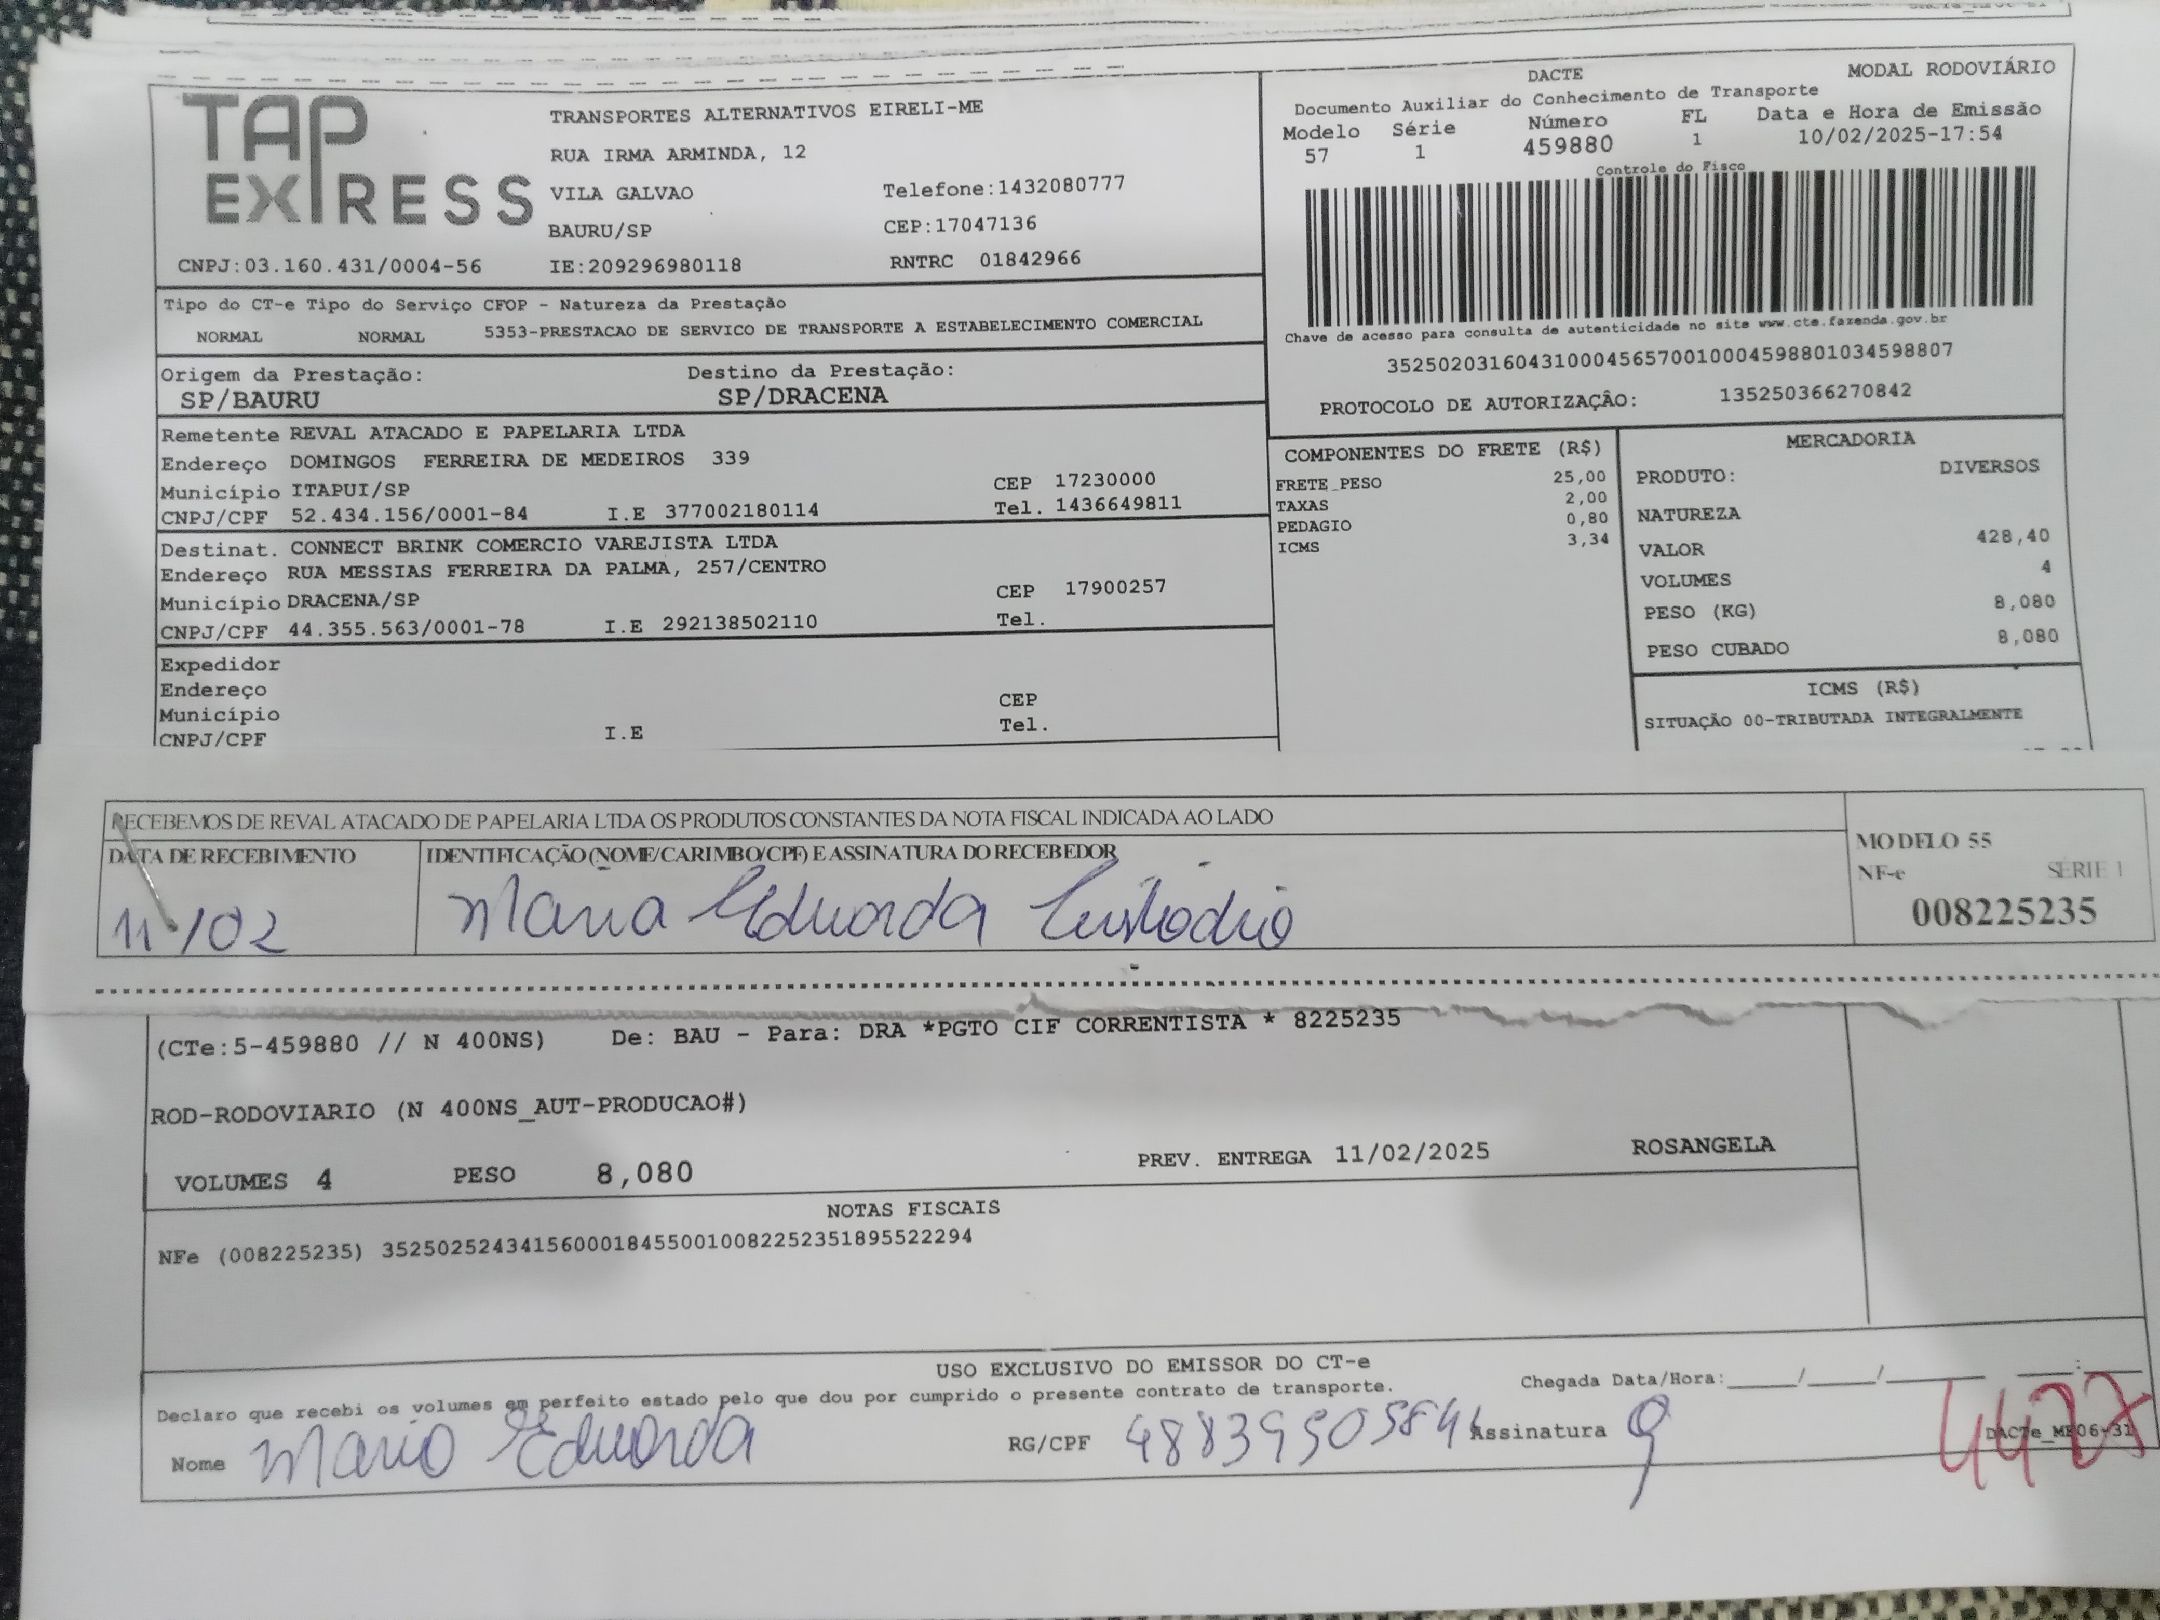 TAP EXPRESS
TRANSPORTES ALTERNATIVOS EIRELI-ME
RUA IRMA ARMINDA, 12
VILA GALVAO Telefone:1432080777
BAURU/SP CEP:17047136
CNPJ:03.160.431/0004-56 IE:209296980118 RNTRC 01842966
DACTE MODAL RODOVIÁRIO
Documento Auxiliar do Conhecimento de Transporte
Modelo Série Número FL Data e Hora de Emissão
57 1 459880 1 10/02/2025-17:54
Controle do Fisco
Chave de acesso para consulta de autenticidade no site www.cte.fazenda.gov.br
35250203160431000456570010004598801034598807
PROTOCOLO DE AUTORIZAÇÃO: 135250366270842
Tipo do CT-e Tipo do Serviço CFOP - Natureza da Prestação
NORMAL NORMAL 5353-PRESTACAO DE SERVICO DE TRANSPORTE A ESTABELECIMENTO COMERCIAL
Origem da Prestação: Destino da Prestação:
SP/BAURU SP/DRACENA
Remetente REVAL ATACADO E PAPELARIA LTDA
Endereço DOMINGOS FERREIRA DE MEDEIROS 339
Município ITAPUI/SP CEP 17230000
CNPJ/CPF 52.434.156/0001-84 I.E 377002180114 Tel. 1436649811
Destinat. CONNECT BRINK COMERCIO VAREJISTA LTDA
Endereço RUA MESSIAS FERREIRA DA PALMA, 257/CENTRO
Município DRACENA/SP CEP 17900257
CNPJ/CPF 44.355.563/0001-78 I.E 292138502110 Tel.
Expedidor
Endereço
Município CEP
CNPJ/CPF I.E Tel.
COMPONENTES DO FRETE (R$)
FRETE_PESO 25,00
TAXAS 2,00
PEDAGIO 0,80
ICMS 3,34
MERCADORIA
PRODUTO: DIVERSOS
NATUREZA
VALOR 428,40
VOLUMES 4
PESO (KG) 8,080
PESO CUBADO 8,080
ICMS (R$)
SITUAÇÃO 00-TRIBUTADA INTEGRALMENTE
RECEBEMOS DE REVAL ATACADO DE PAPELARIA LTDA OS PRODUTOS CONSTANTES DA NOTA FISCAL INDICADA AO LADO
DATA DE RECEBIMENTO IDENTIFICAÇÃO(NOME/CARIMBO/CPF) E ASSINATURA DO RECEBEDOR
11/02 Maria Eduarda Custódio
MODELO 55
NF-e SÉRIE 1
008225235
(CTe:5-459880 // N 400NS) De: BAU - Para: DRA *PGTO CIF CORRENTISTA * 8225235
ROD-RODOVIARIO (N 400NS_AUT-PRODUCAO#)
VOLUMES 4 PESO 8,080 PREV. ENTREGA 11/02/2025 ROSANGELA
NOTAS FISCAIS
NFe (008225235) 35250252434156000184550010082252351895522294
USO EXCLUSIVO DO EMISSOR DO CT-e
Declaro que recebi os volumes em perfeito estado pelo que dou por cumprido o presente contrato de transporte. Chegada Data/Hora:____/____/______ ___:___
Nome Maria Eduarda RG/CPF 48839505841 Assinatura